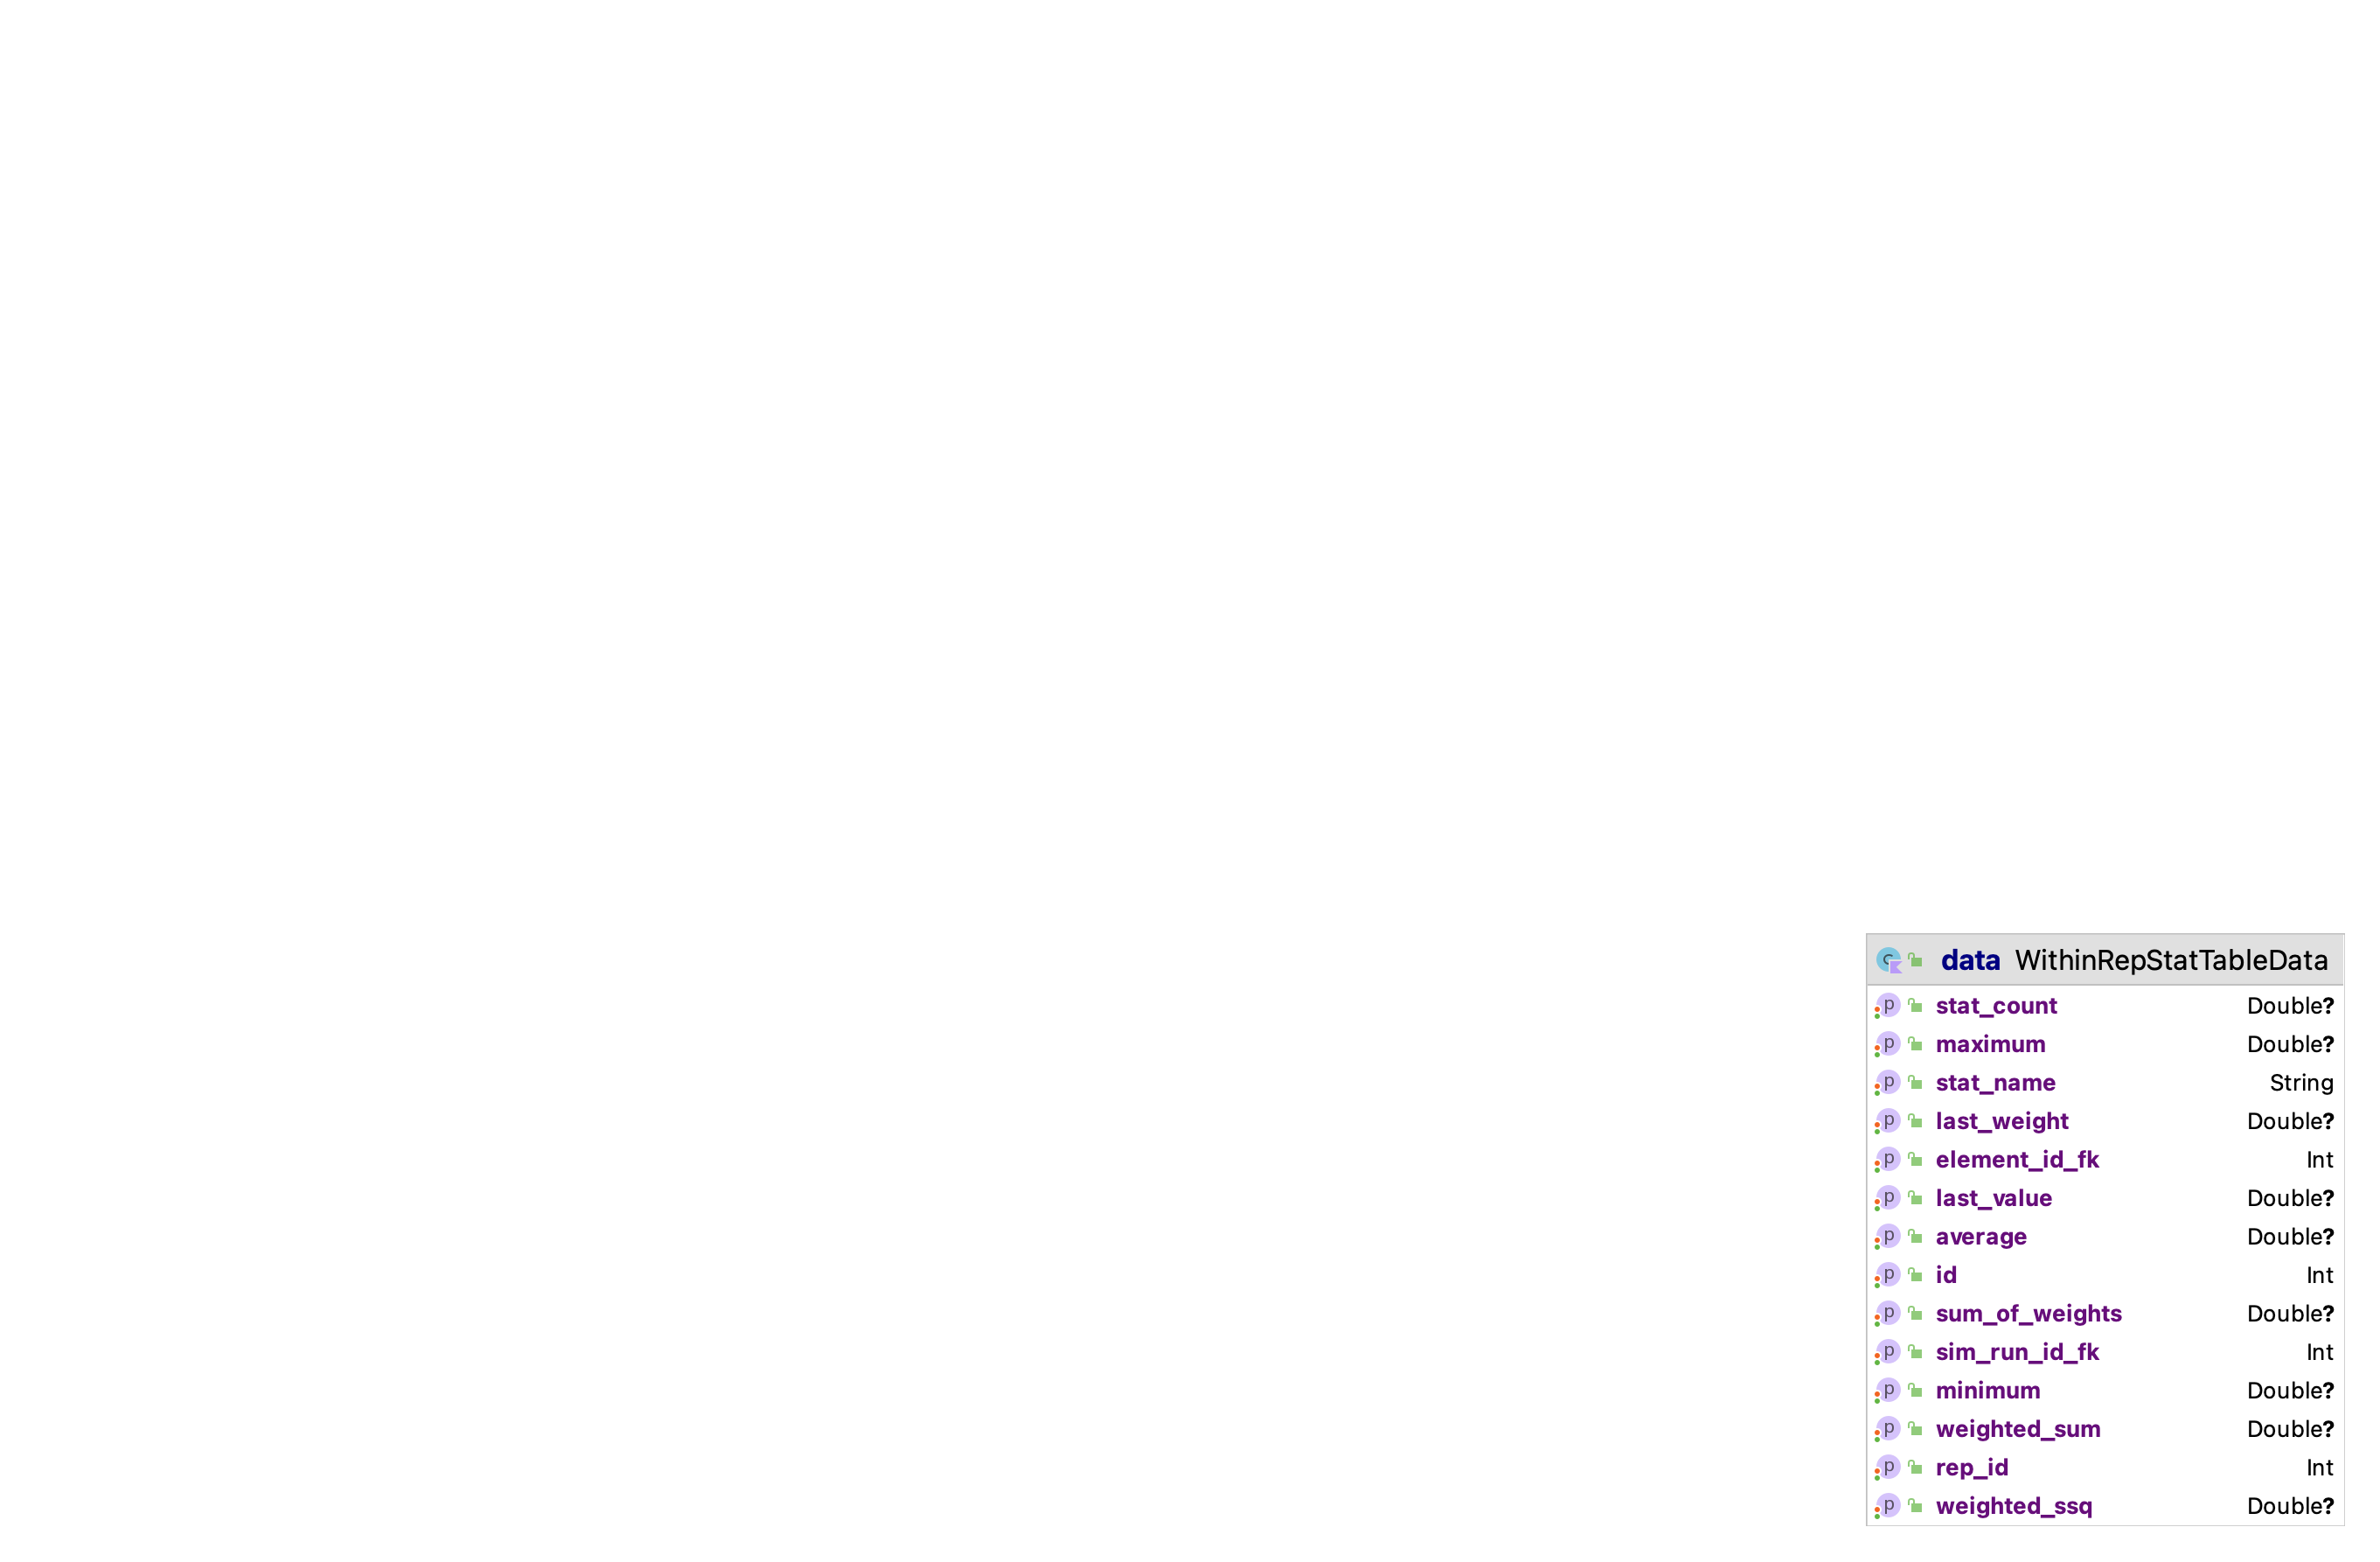 data WithinRepStatTableData
stat_count Double?
maximum Double?
stat_name String
last_weight Double?
element_id_fk Int
last_value Double?
average Double?
id Int
sum_of_weights Double?
sim_run_id_fk Int
minimum Double?
weighted_sum Double?
rep_id Int
weighted_ssq Double?